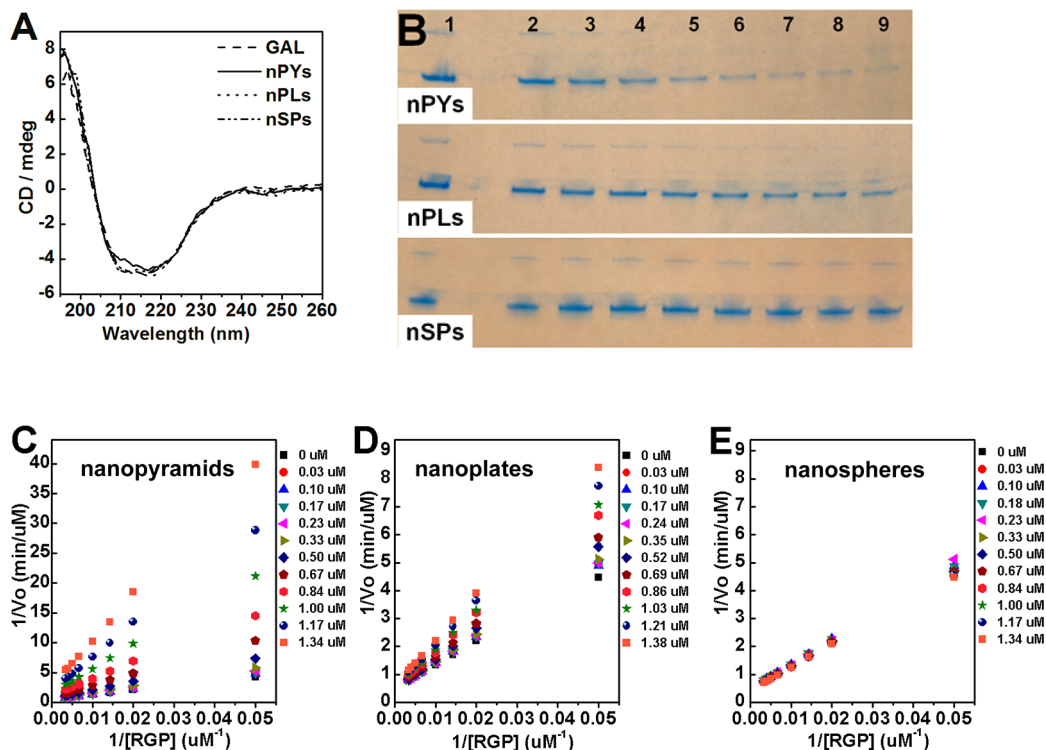 A
CD / mdeg
8
6
4
2
0
-2
-4
-6
200 210 220 230 240 250 260
Wavelength (nm)
GAL
nPYs
nPLs
nSPs
B
1 2 3 4 5 6 7 8 9
nPYs
nPLs
nSPs
C
nanopyramids
1/Vo (min/uM)
40
35
30
25
20
15
10
5
0
0.00 0.01 0.02 0.03 0.04 0.05
1/[RGP] (uM-1)
0 uM
0.03 uM
0.10 uM
0.17 uM
0.23 uM
0.33 uM
0.50 uM
0.67 uM
0.84 uM
1.00 uM
1.17 uM
1.34 uM
D
nanoplates
1/Vo (min/uM)
9
8
7
6
5
4
3
2
1
0
0.00 0.01 0.02 0.03 0.04 0.05
1/[RGP] (uM-1)
0 uM
0.03 uM
0.10 uM
0.17 uM
0.24 uM
0.35 uM
0.52 uM
0.69 uM
0.86 uM
1.03 uM
1.21 uM
1.38 uM
E
nanospheres
1/Vo (min/uM)
9
8
7
6
5
4
3
2
1
0
0.00 0.01 0.02 0.03 0.04 0.05
1/[RGP] (uM-1)
0 uM
0.03 uM
0.10 uM
0.18 uM
0.23 uM
0.33 uM
0.50 uM
0.67 uM
0.84 uM
1.00 uM
1.17 uM
1.34 uM